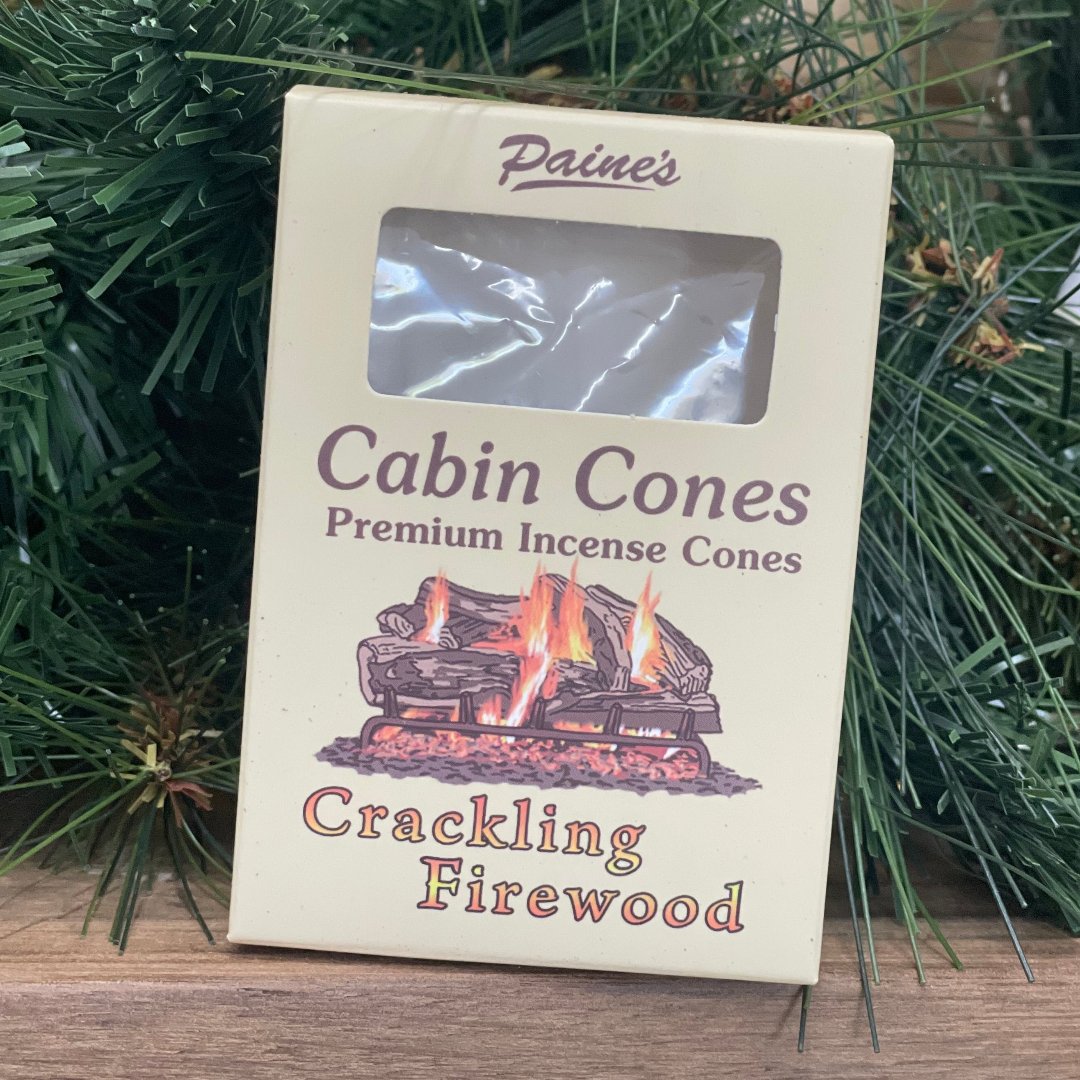 Paine's
Cabin Cones
Premium Incense Cones
Crackling
Firewood